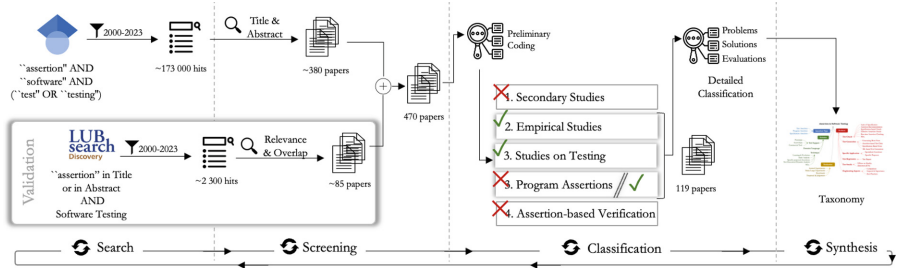 2000-2023
Title &
Abstract
``assertion" AND
``software" AND
(``test" OR ``testing")
~173 000 hits
~380 papers
470 papers
Preliminary
Coding
Problems
Solutions
Evaluations
Detailed
Classification
1. Secondary Studies
2. Empirical Studies
3. Studies on Testing
3. Program Assertions
4. Assertion-based Verification
119 papers
Taxonomy
Validation
LUB
search
Discovery
2000-2023
Relevance
& Overlap
``assertion” in Title
or in Abstract
AND
Software Testing
~2 300 hits
~85 papers
Search
Screening
Classification
Synthesis